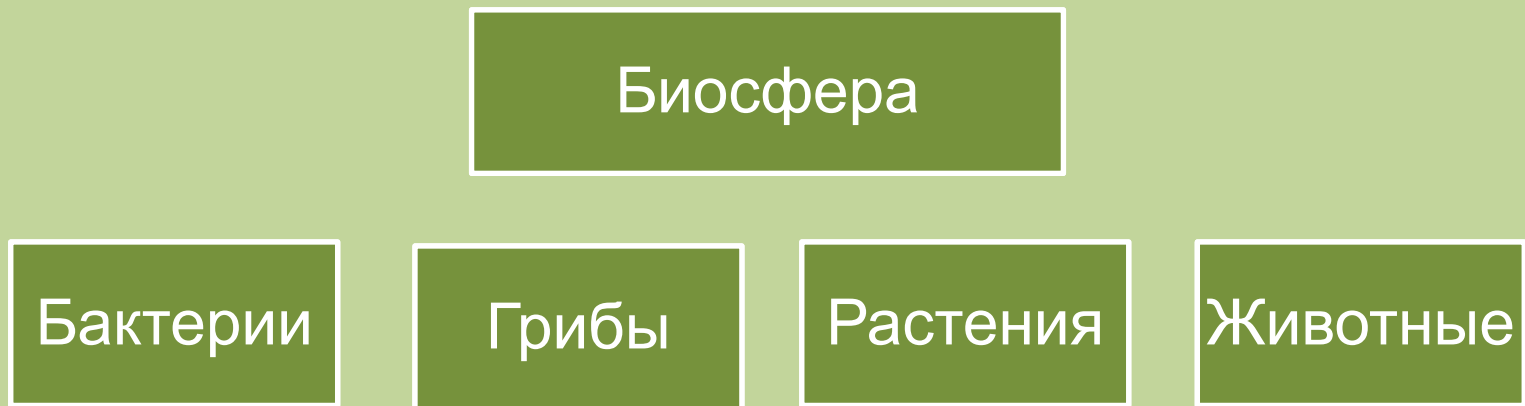 Биосфера
Бактерии
Грибы
Растения
Животные